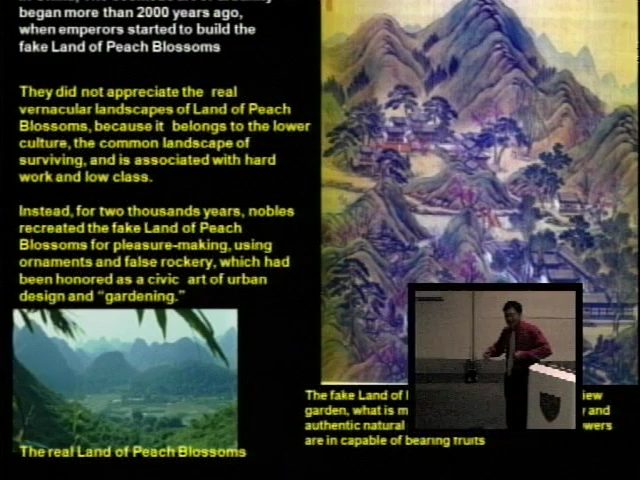 began more than 2000 years ago,
when emperors started to build the
fake Land of Peach Blossoms
They did not appreciate the real
vernacular landscapes of Land of Peach
Blossoms, because it belongs to the lower
culture, the common landscape of
surviving, and is associated with hard
work and low class.
Instead, for two thousands years, nobles
recreated the fake Land of Peach
Blossoms for pleasure-making, using
ornaments and false rockery, which had
been honored as a civic art of urban
design and “gardening.”
The real Land of Peach Blossoms
The fake Land of
garden, what is
authentic natural
are in capable of bearing fruits
and